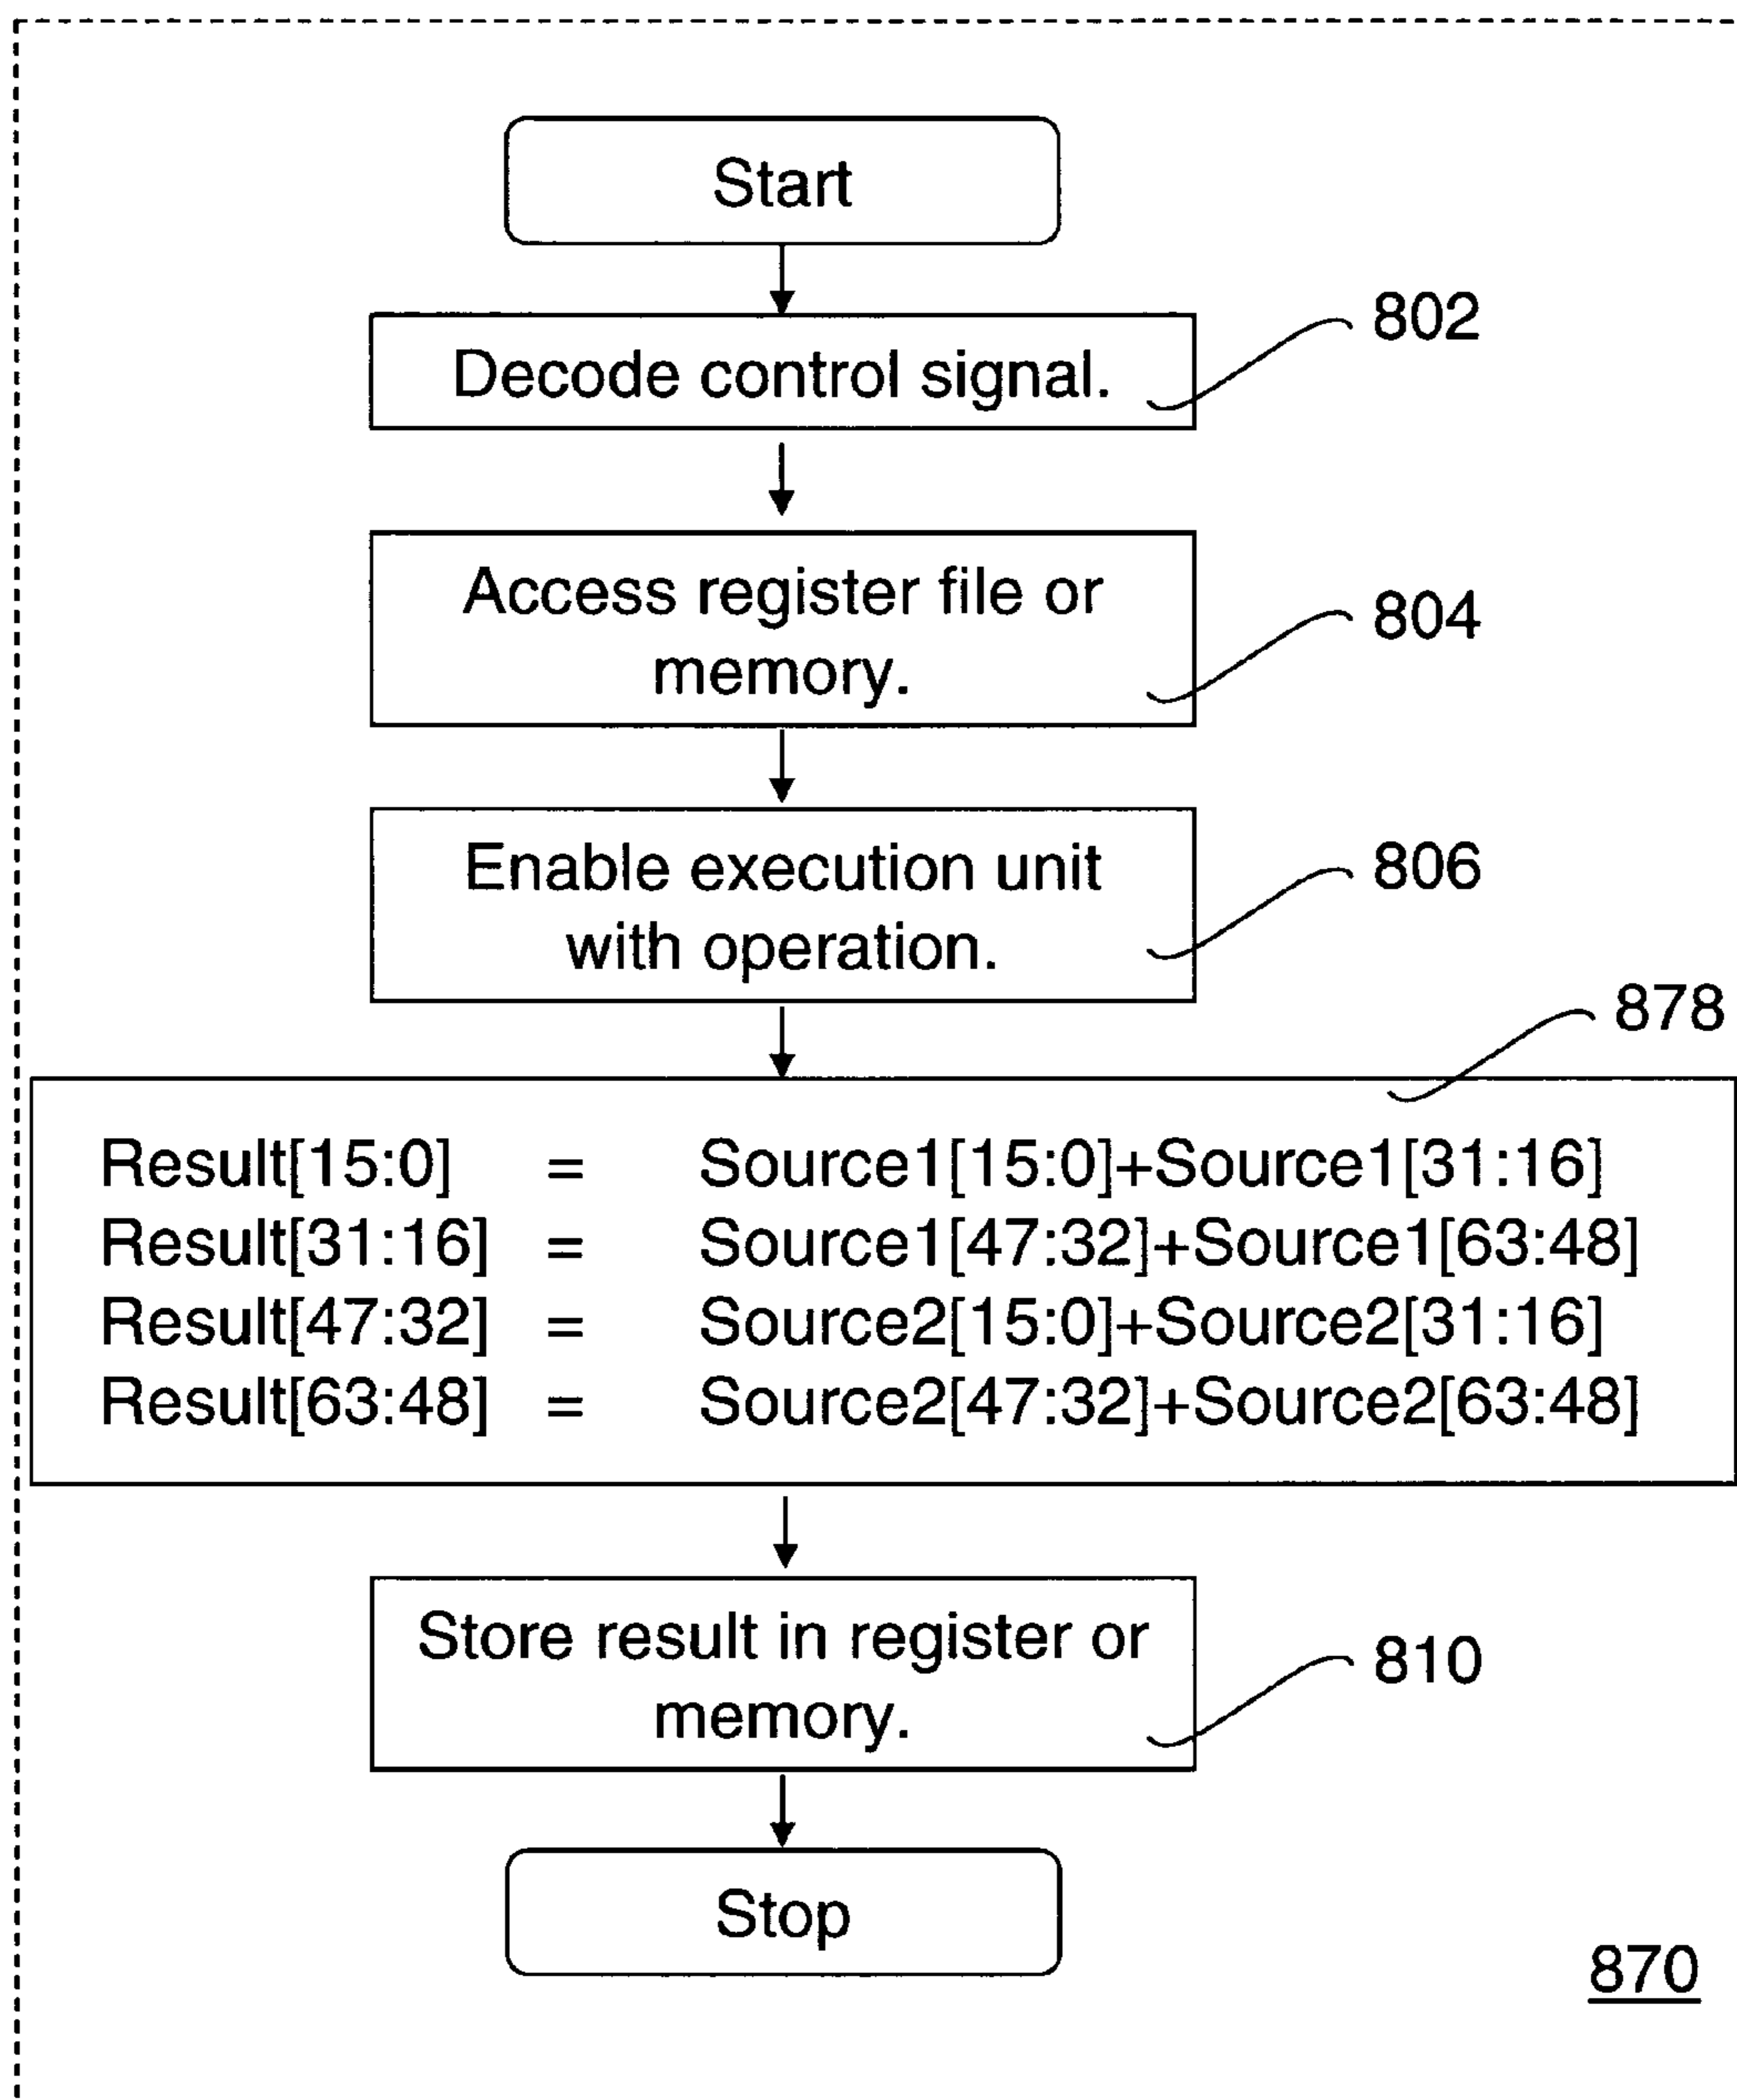 Start
802
Decode control signal.
Access register file or
memory.
804
Enable execution unit
with operation.
806
878
Result[15:0] = Source1[15:0]+Source1[31:16]
Result[31:16] = Source1[47:32]+Source1[63:48]
Result[47:32] = Source2[15:0]+Source2[31:16]
Result[63:48] = Source2[47:32]+Source2[63:48]
Store result in register or
memory.
810
Stop
870